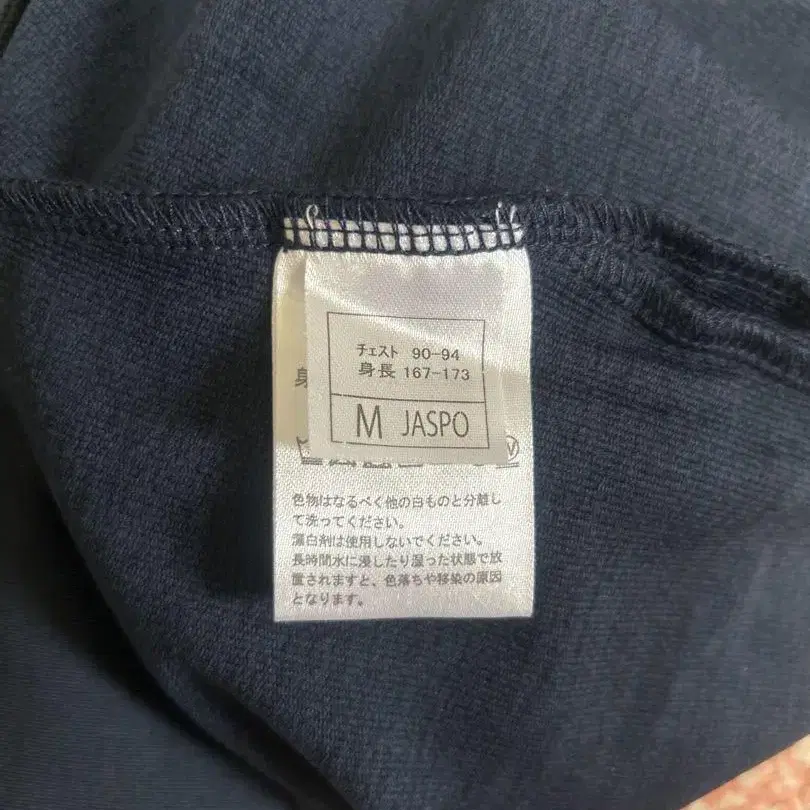 チェスト 90-94
身長 167-173
M JASPO
身
色物はなるべく他の白ものと分離し
て洗ってください。
漂白剤は使用しないでください。
長時間水に浸したり湿った状態で放
置されますと、色落ちや移染の原因
となります。